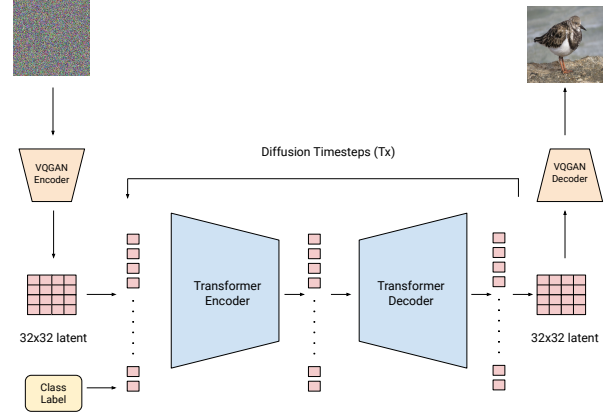 Diffusion Timesteps (Tx)
VQGAN
Encoder
VQGAN
Decoder
Transformer
Encoder
Transformer
Decoder
32x32 latent
32x32 latent
Class
Label